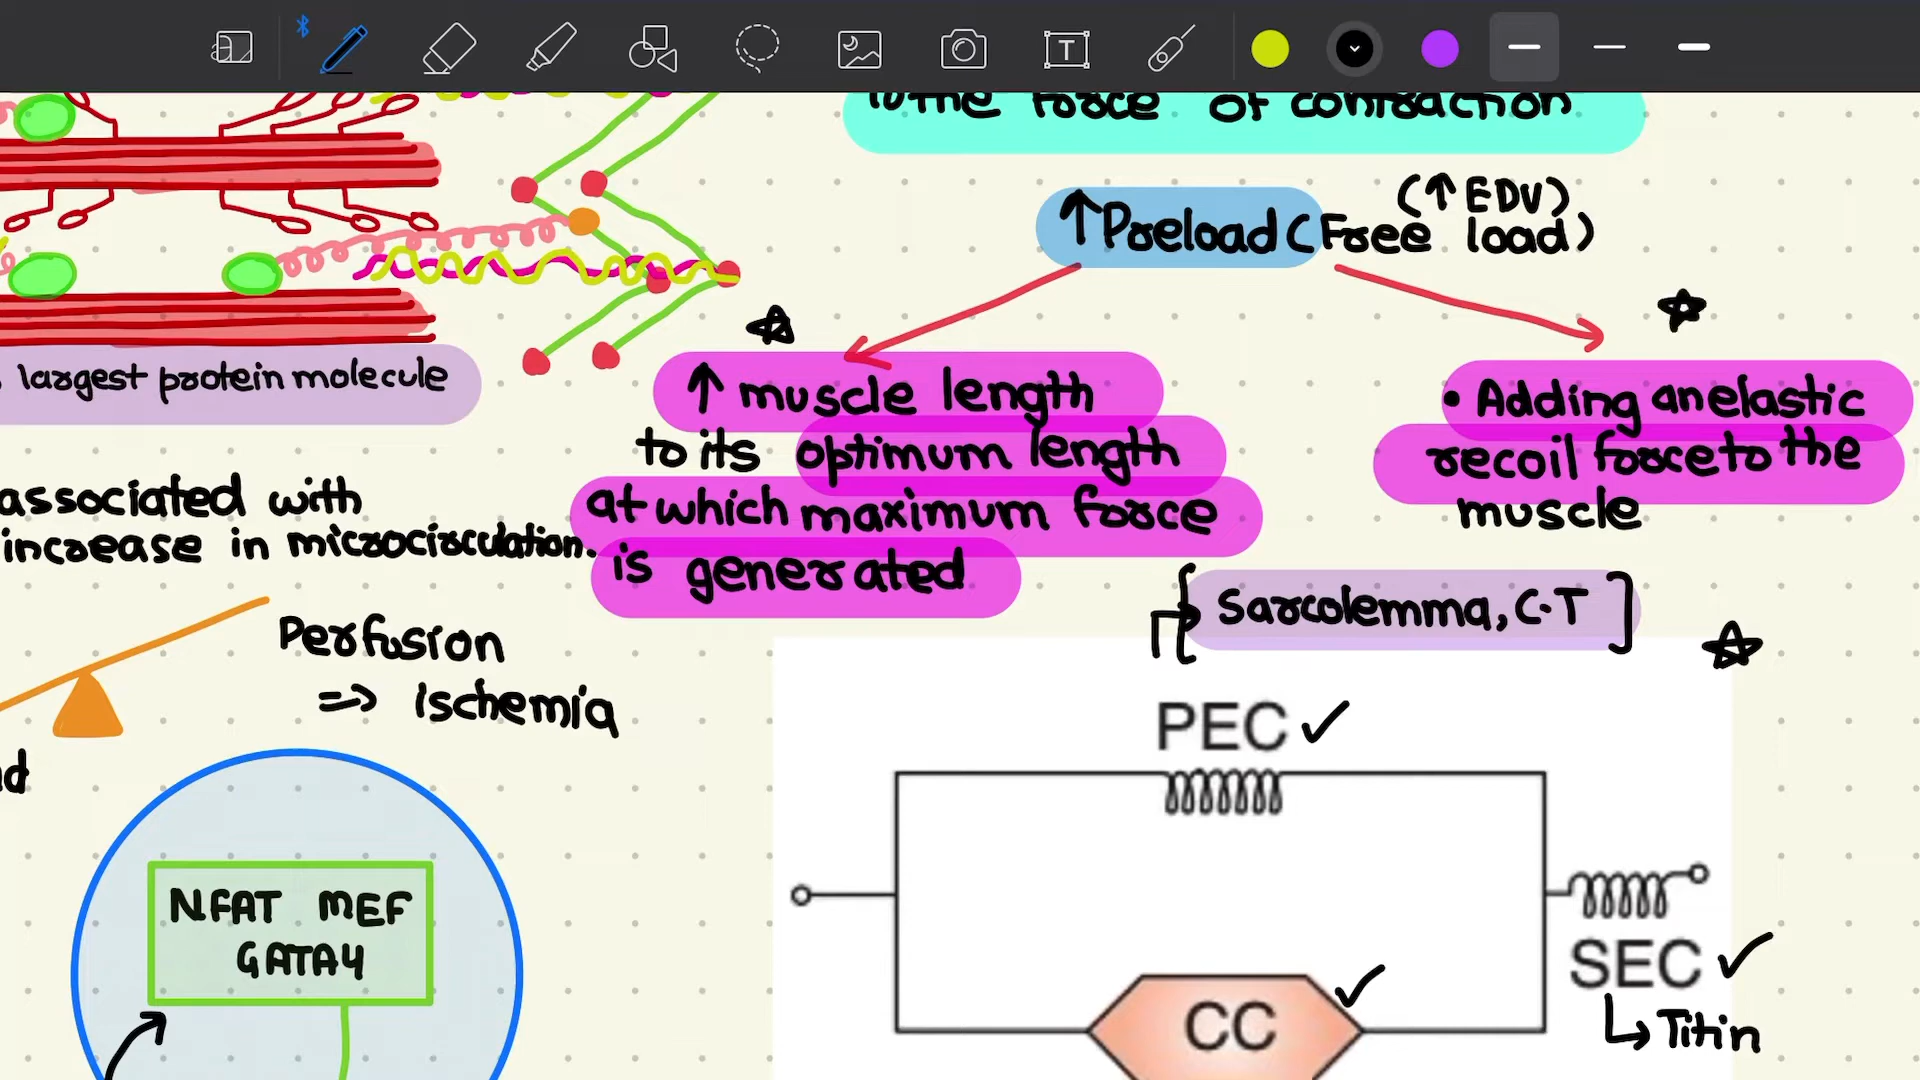 to the force of contraction
(↑ EDV)
↑ Preload (Free load)
largest protein molecule
↑ muscle length
to its optimum length
at which maximum force
is generated
• Adding an elastic
recoil force to the
muscle
associated with
increase in microcirculation.
[Sarcolemma, C.T]
Perfusion
=> Ischemia
PEC ✓
NFAT MEF
GATA4
SEC ✓
CC ✓
↳ Titin
T